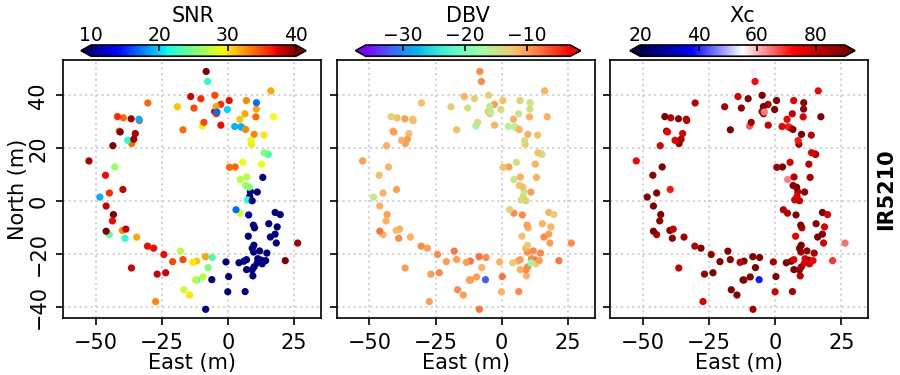 SNR DBV Xc
10 20 30 40 −30 −20 −10 20 40 60 80
40
20
0
−20
−40
North (m)
IR5210
−50 −25 0 25 −50 −25 0 25 −50 −25 0 25
East (m) East (m) East (m)